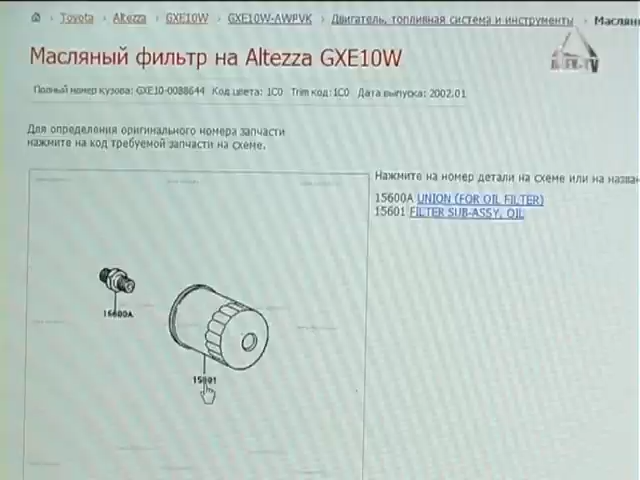 Toyota › Altezza › GXE10W › GXE10W-AWPVK › Двигатель, топливная система и инструменты ›
Масляный фильтр на Altezza GXE10W
Полный номер кузова: GXE10-0088644 Код цвета: 1C0 Trim код: 1C0 Дата выпуска: 2002.01
Для определения оригинального номера запчасти
нажмите на код требуемой запчасти на схеме.
Нажмите на номер детали на схеме или на
15600A UNION (FOR OIL FILTER)
15601 FILTER SUB-ASSY, OIL
15600A
15601